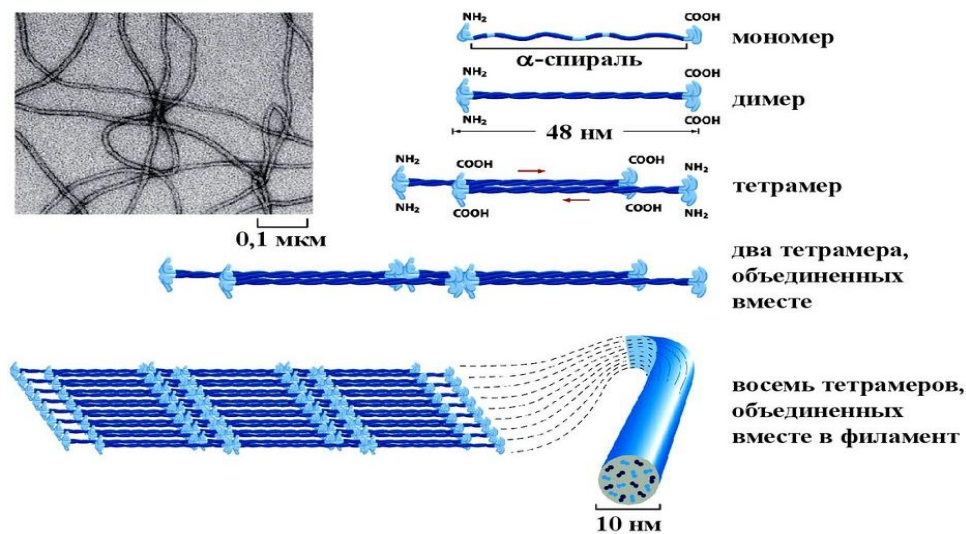 NH₂
COOH
мономер
α-спираль
NH₂
COOH
димер
NH₂
COOH
48 нм
NH₂
COOH
COOH
NH₂
тетрамер
NH₂
COOH
COOH
NH₂
0,1 мкм
два тетрамера,
объединенных
вместе
восемь тетрамеров,
объединенных
вместе в филамент
10 нм